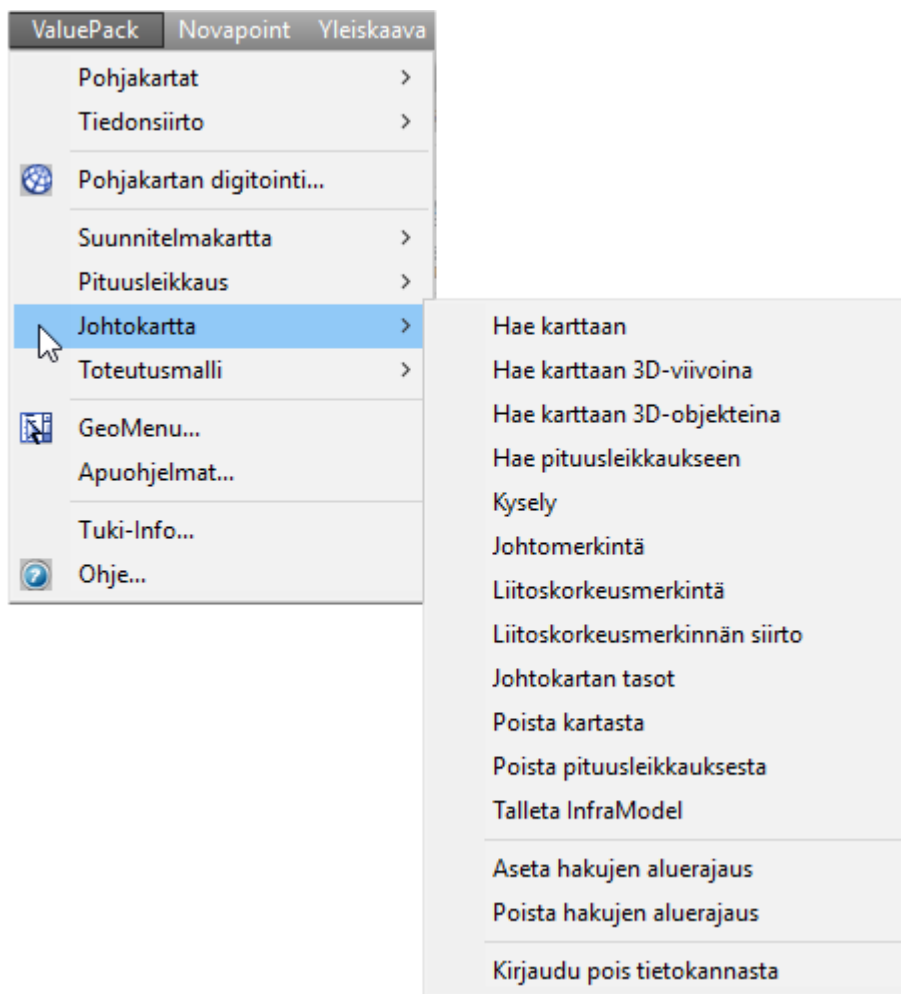 ValuePack Novapoint Yleiskaava
Pohjakartat
Tiedonsiirto
Pohjakartan digitointi...
Suunnitelmakartta
Pituusleikkaus
Johtokartta
Toteutusmalli
GeoMenu...
Apuohjelmat...
Tuki-Info...
Ohje...
Hae karttaan
Hae karttaan 3D-viivoina
Hae karttaan 3D-objekteina
Hae pituusleikkaukseen
Kysely
Johtomerkintä
Liitoskorkeusmerkintä
Liitoskorkeusmerkinnän siirto
Johtokartan tasot
Poista kartasta
Poista pituusleikkauksesta
Talleta InfraModel
Aseta hakujen aluerajaus
Poista hakujen aluerajaus
Kirjaudu pois tietokannasta